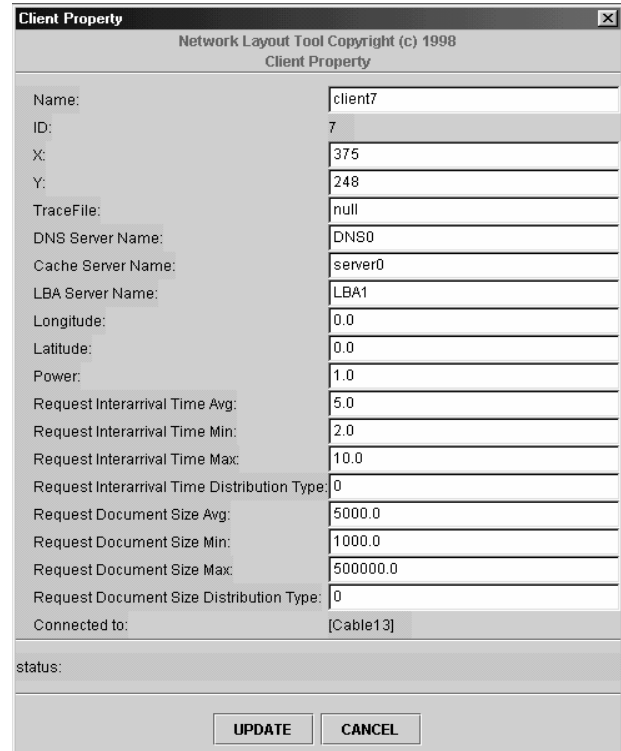 Client Property
Network Layout Tool Copyright (c) 1998
Client Property
Name: client7
ID: 7
X: 375
Y: 248
TraceFile: null
DNS Server Name: DNS0
Cache Server Name: server0
LBA Server Name: LBA1
Longitude: 0.0
Latitude: 0.0
Power: 1.0
Request Interarrival Time Avg: 5.0
Request Interarrival Time Min: 2.0
Request Interarrival Time Max: 10.0
Request Interarrival Time Distribution Type: 0
Request Document Size Avg: 5000.0
Request Document Size Min: 1000.0
Request Document Size Max: 500000.0
Request Document Size Distribution Type: 0
Connected to: [Cable13]
status:
UPDATE CANCEL